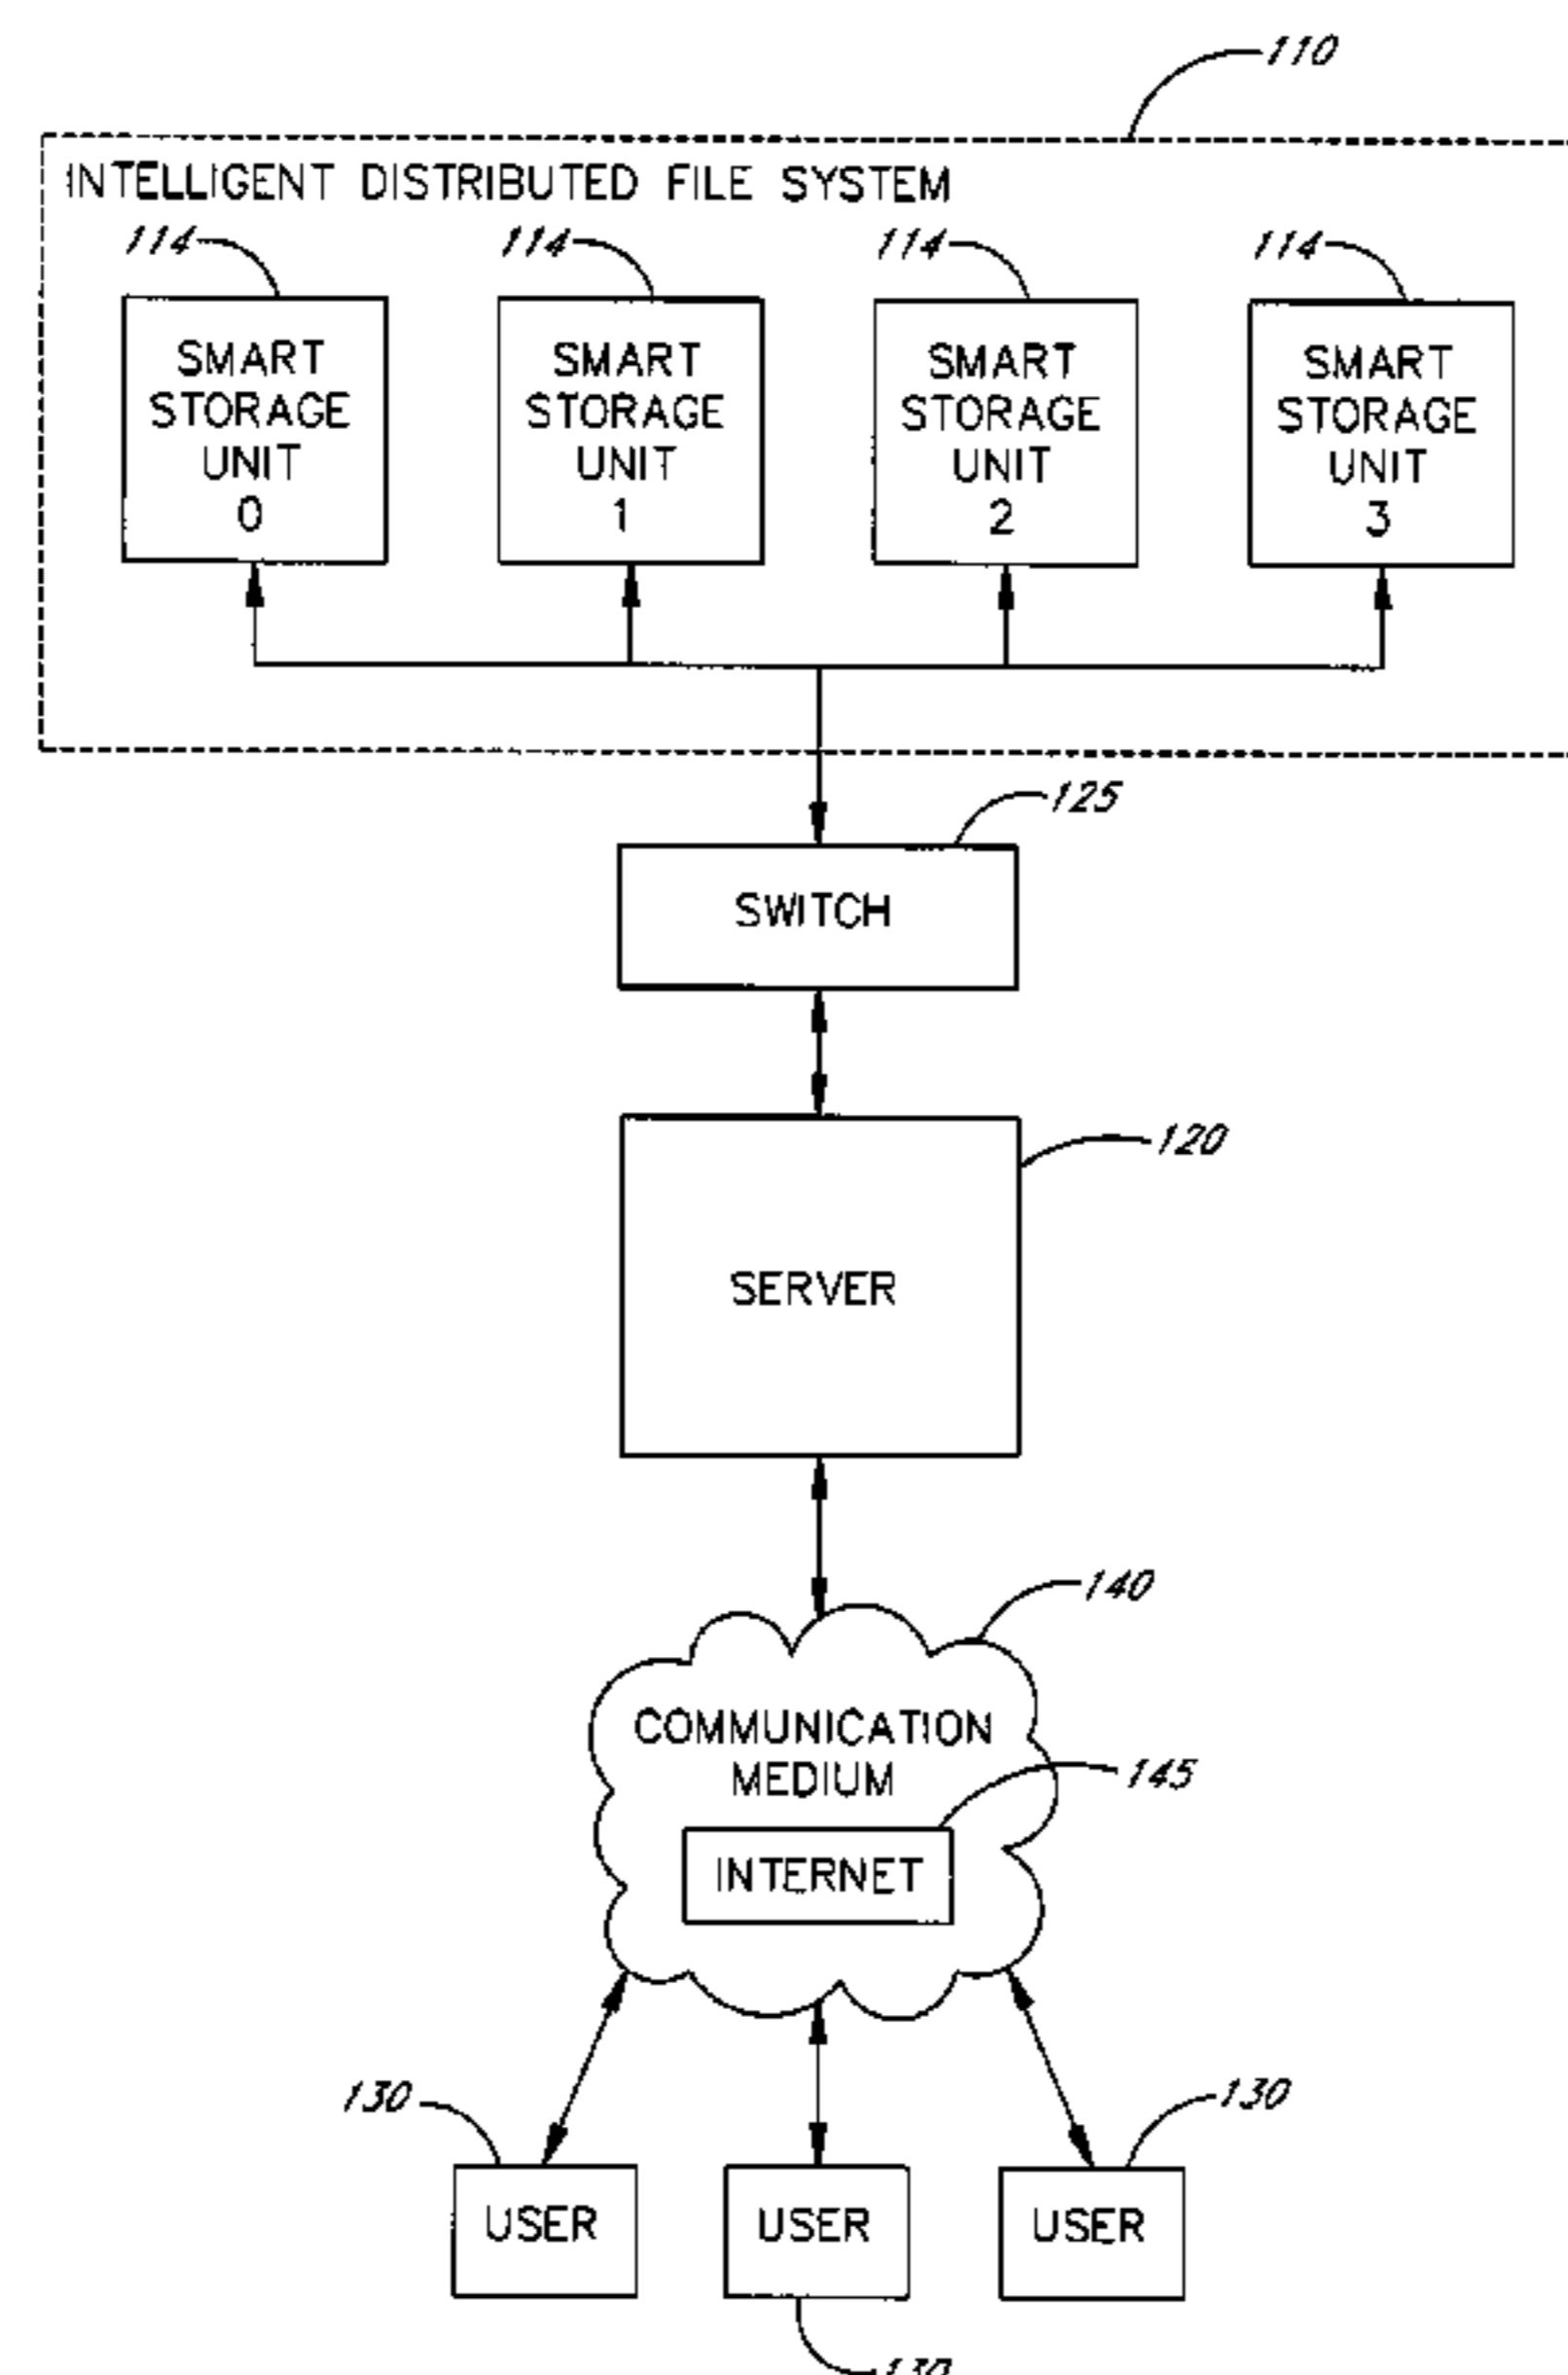 110
INTELLIGENT DISTRIBUTED FILE SYSTEM
114 114 114 114
SMART
STORAGE
UNIT
0
SMART
STORAGE
UNIT
1
SMART
STORAGE
UNIT
2
SMART
STORAGE
UNIT
3
125
SWITCH
120
SERVER
140
COMMUNICATION
MEDIUM
145
INTERNET
130
130
USER
USER
USER
130